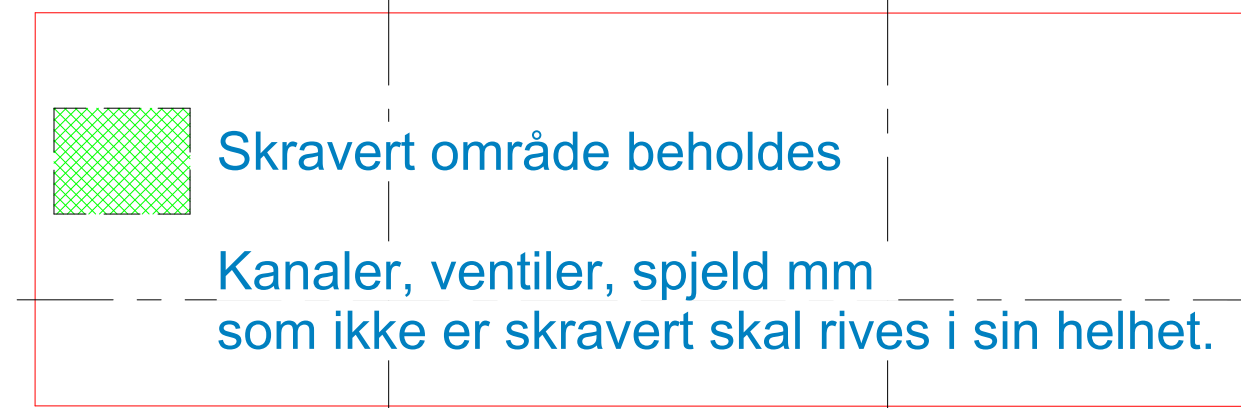 Skravert område beholdes
Kanaler, ventiler, spjeld mm
som ikke er skravert skal rives i sin helhet.